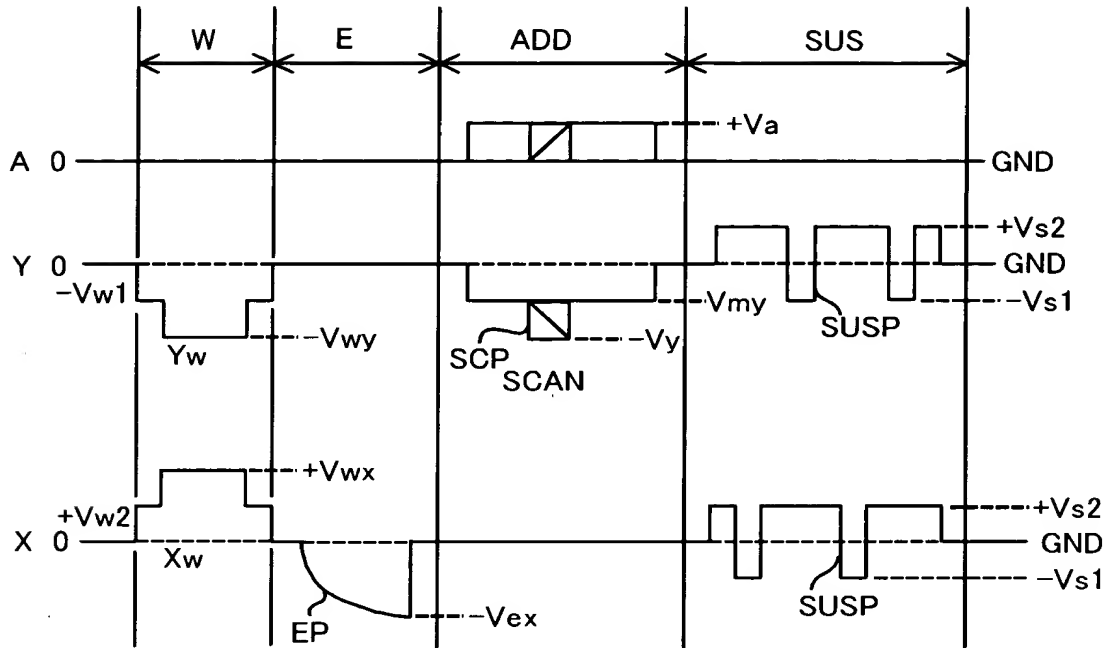 W E ADD SUS
+Va
A 0 GND
+Vs2
Y 0 GND
-Vw1 Vmy -Vs1
SUSP
-Vwy -Vy
Yw SCP
SCAN
+Vwx
+Vw2 +Vs2
X 0 GND
Xw
-Vs1
SUSP
-Vex
EP